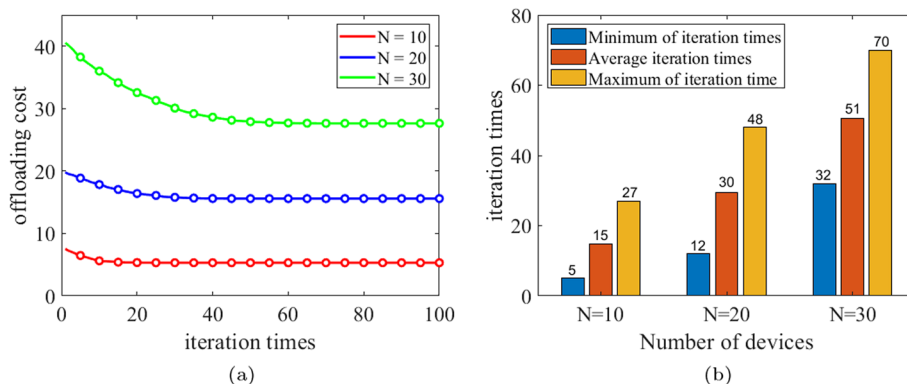 N = 10
N = 20
N = 30
40
30
20
10
0
offloading cost
0 20 40 60 80 100
iteration times
(a)
Minimum of iteration times
Average iteration times
Maximum of iteration time
80
60
40
20
0
iteration times
5 15 27
12 30 48
32 51 70
N=10 N=20 N=30
Number of devices
(b)